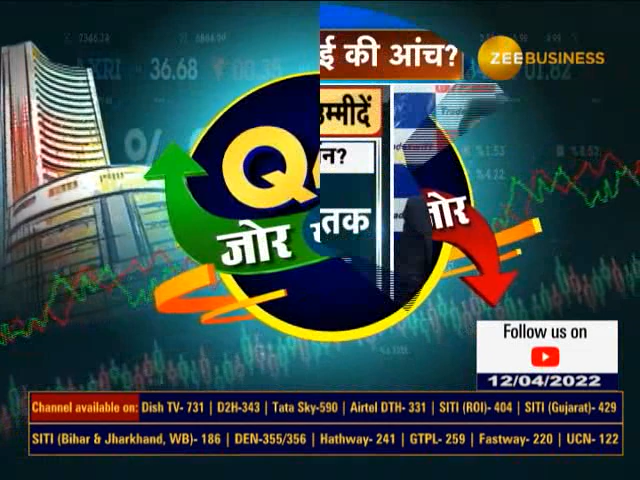 36.68
ई की आंच?
ZEE BUSINESS
म्मीदें
न?
Q
जोर
तक
जोर
Follow us on
12/04/2022
Channel available on: Dish TV- 731 | D2H-343 | Tata Sky-590 | Airtel DTH- 331 | SITI (ROI)- 404 | SITI (Gujarat)- 429
SITI (Bihar & Jharkhand, WB)- 186 | DEN-355/356 | Hathway- 241 | GTPL- 259 | Fastway- 220 | UCN- 122